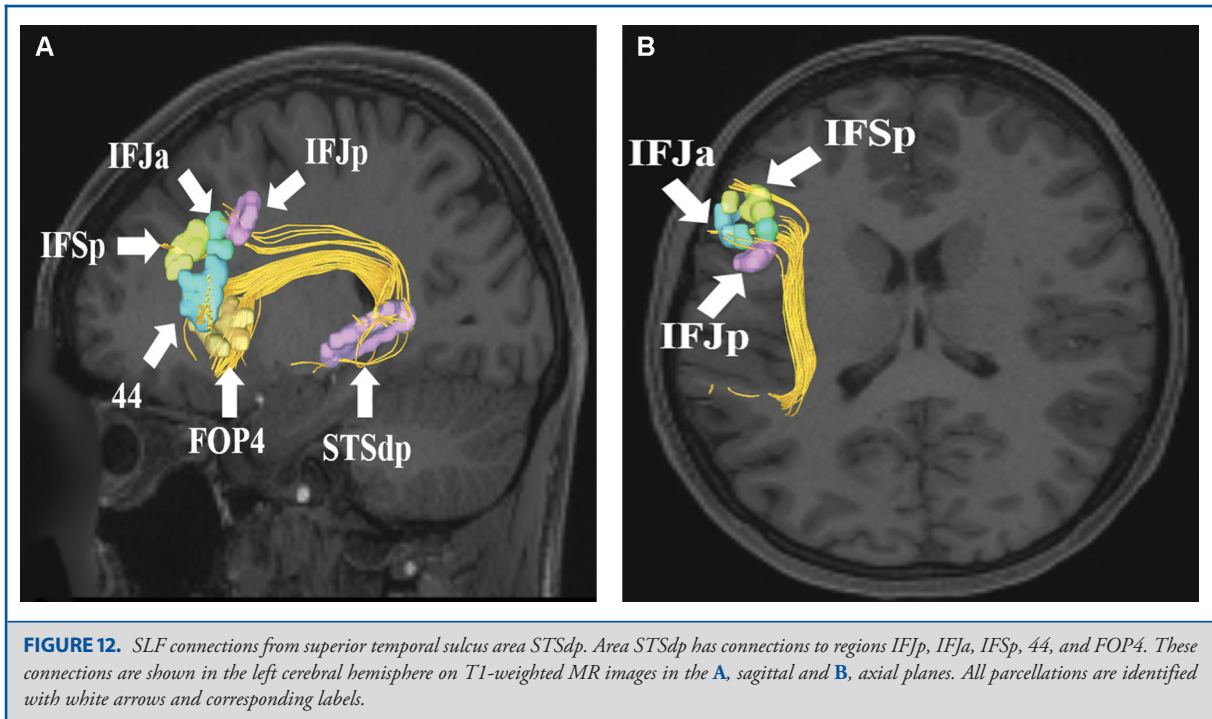 A
B
IFJa
IFJp
IFSp
44
FOP4
STSdp
IFSp
IFJa
IFJp
FIGURE 12. SLF connections from superior temporal sulcus area STSdp. Area STSdp has connections to regions IFJp, IFJa, IFSp, 44, and FOP4. These
connections are shown in the left cerebral hemisphere on T1-weighted MR images in the A, sagittal and B, axial planes. All parcellations are identified
with white arrows and corresponding labels.